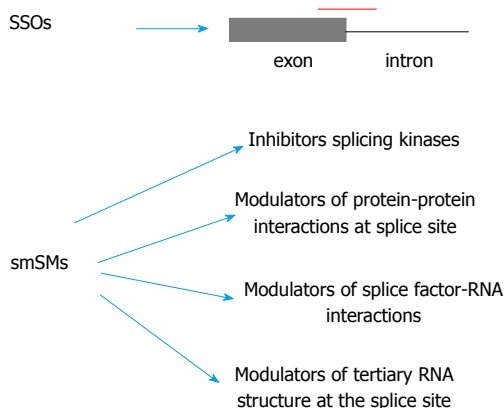 SSOs
exon
intron
Inhibitors splicing kinases
Modulators of protein-protein
interactions at splice site
smSMs
Modulators of splice factor-RNA
interactions
Modulators of tertiary RNA
structure at the splice site